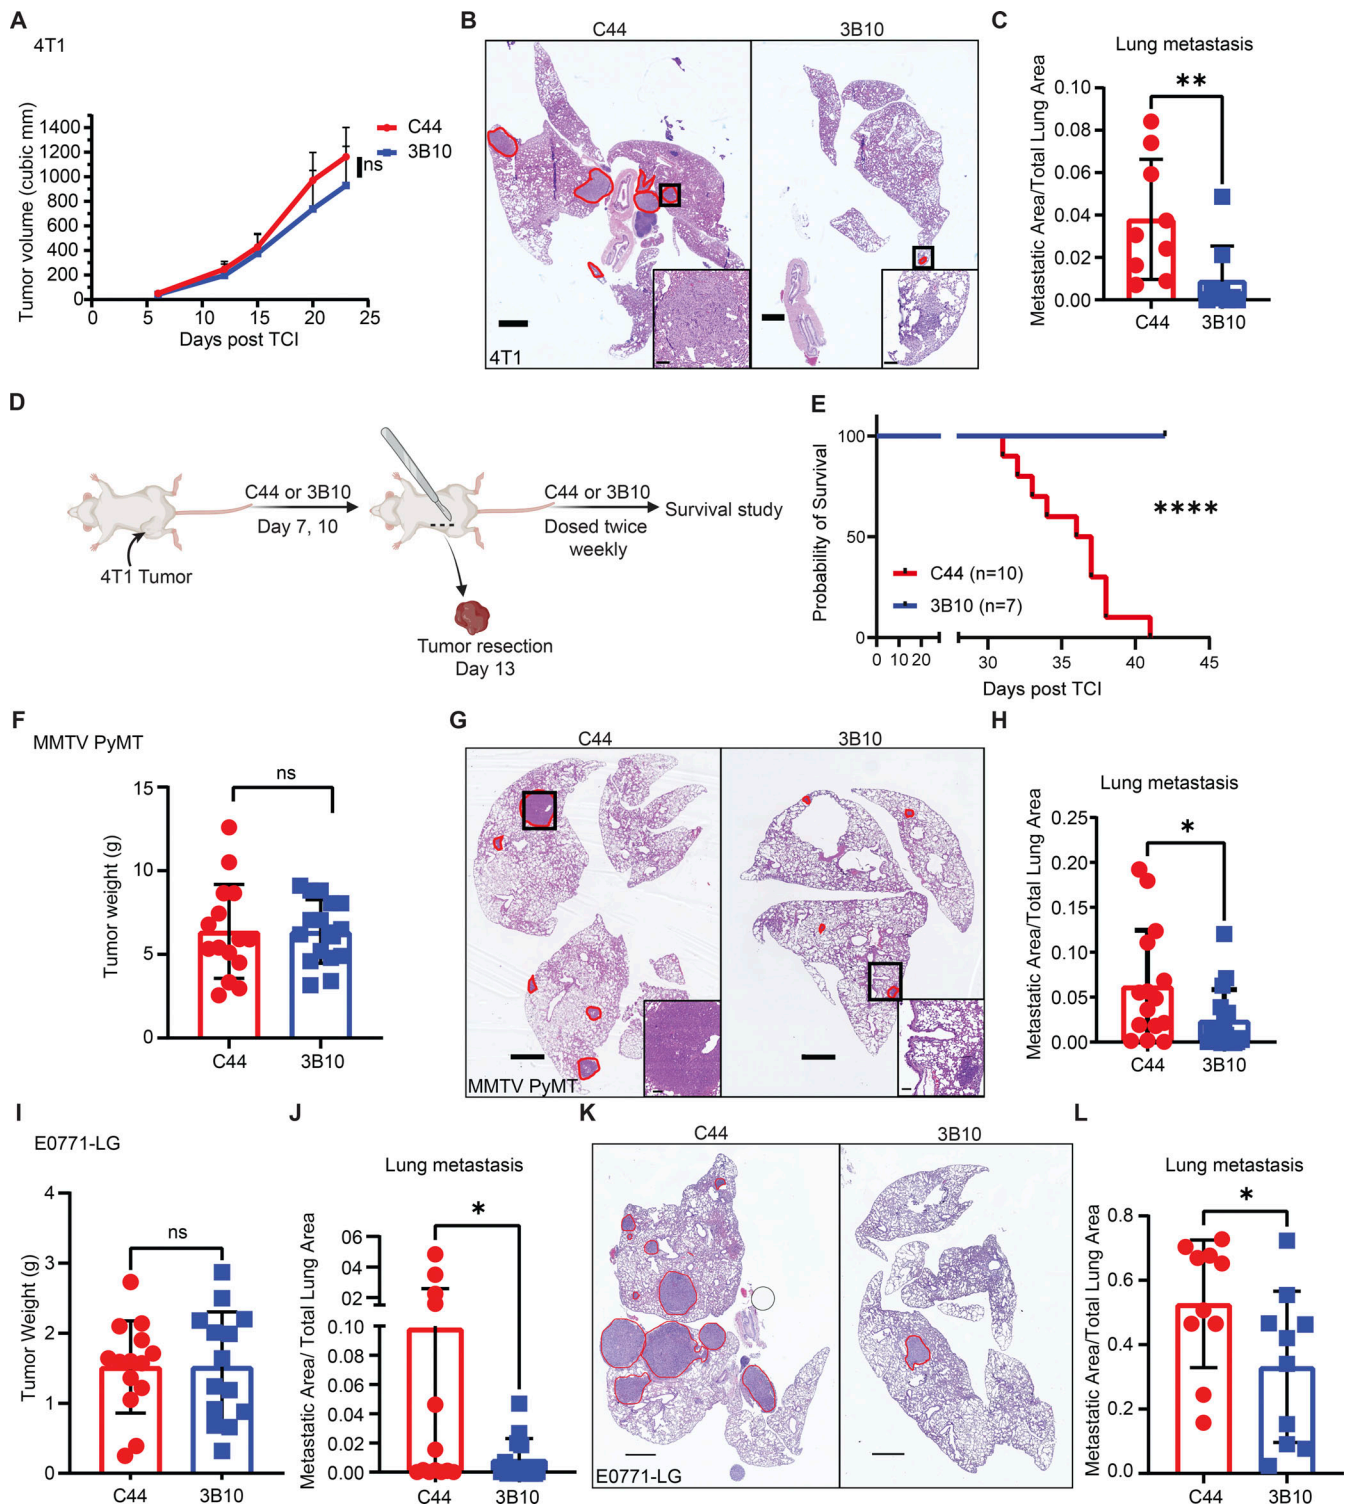 A
4T1
Tumor volume (cubic mm)
1400
1200
1000
800
600
400
200
0
0 5 10 15 20 25
Days post TCI
C44
3B10
ns
B
C44 3B10
4T1
C
Lung metastasis
**
Metastatic Area/Total Lung Area
0.10
0.08
0.06
0.04
0.02
0.00
C44 3B10
D
4T1 Tumor
C44 or 3B10
Day 7, 10
Tumor resection
Day 13
C44 or 3B10
Dosed twice
weekly
Survival study
E
Probability of Survival
100
50
0
0 10 20 30 35 40 45
Days post TCI
C44 (n=10)
3B10 (n=7)
****
F
MMTV PyMT
ns
Tumor weight (g)
15
10
5
0
C44 3B10
G
C44 3B10
MMTV PyMT
H
Lung metastasis
*
Metastatic Area/Total Lung Area
0.25
0.20
0.15
0.10
0.05
0.00
C44 3B10
I
E0771-LG
ns
Tumor Weight (g)
4
3
2
1
0
C44 3B10
J
Lung metastasis
*
Metastatic Area/ Total Lung Area
06
04
02
0.10
0.08
0.06
0.04
0.02
0.00
C44 3B10
K
C44 3B10
E0771-LG
L
Lung metastasis
*
Metastatic Area/Total Lung Area
0.8
0.6
0.4
0.2
0.0
C44 3B10